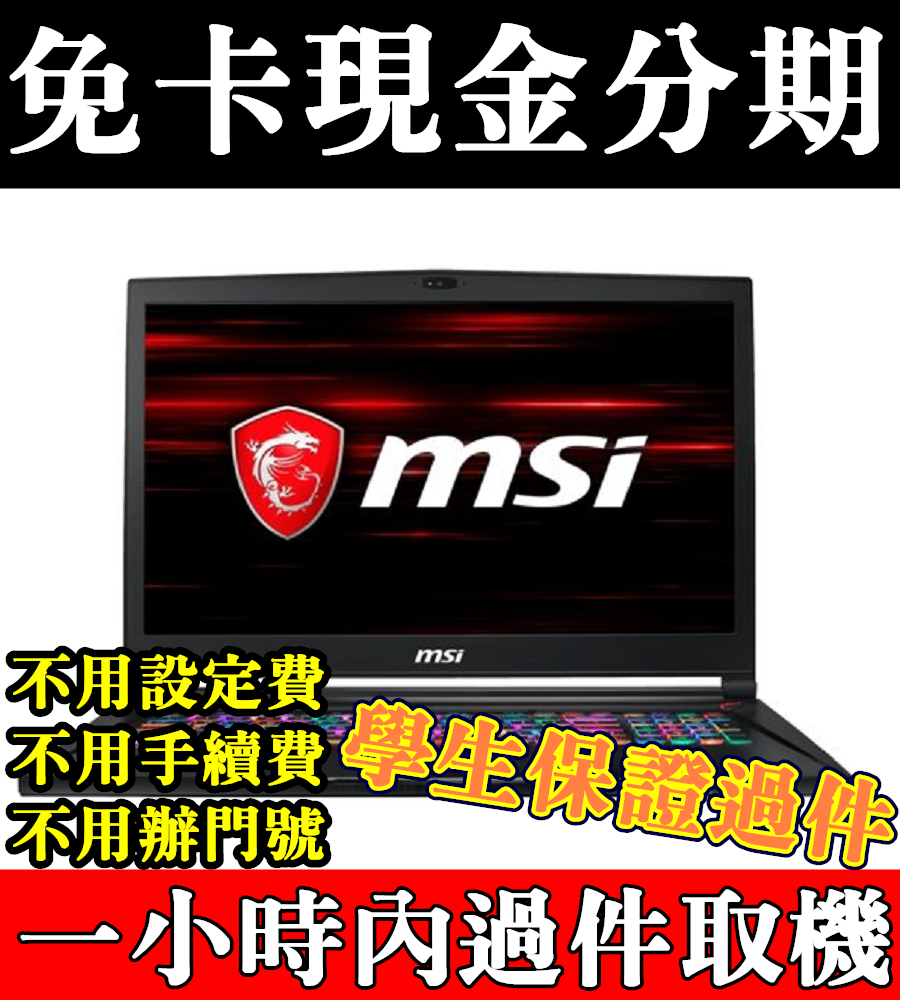 免卡現金分期
msi
msi
不用設定費
不用手續費
不用辦門號
學生保證過件
一小時內過件取機